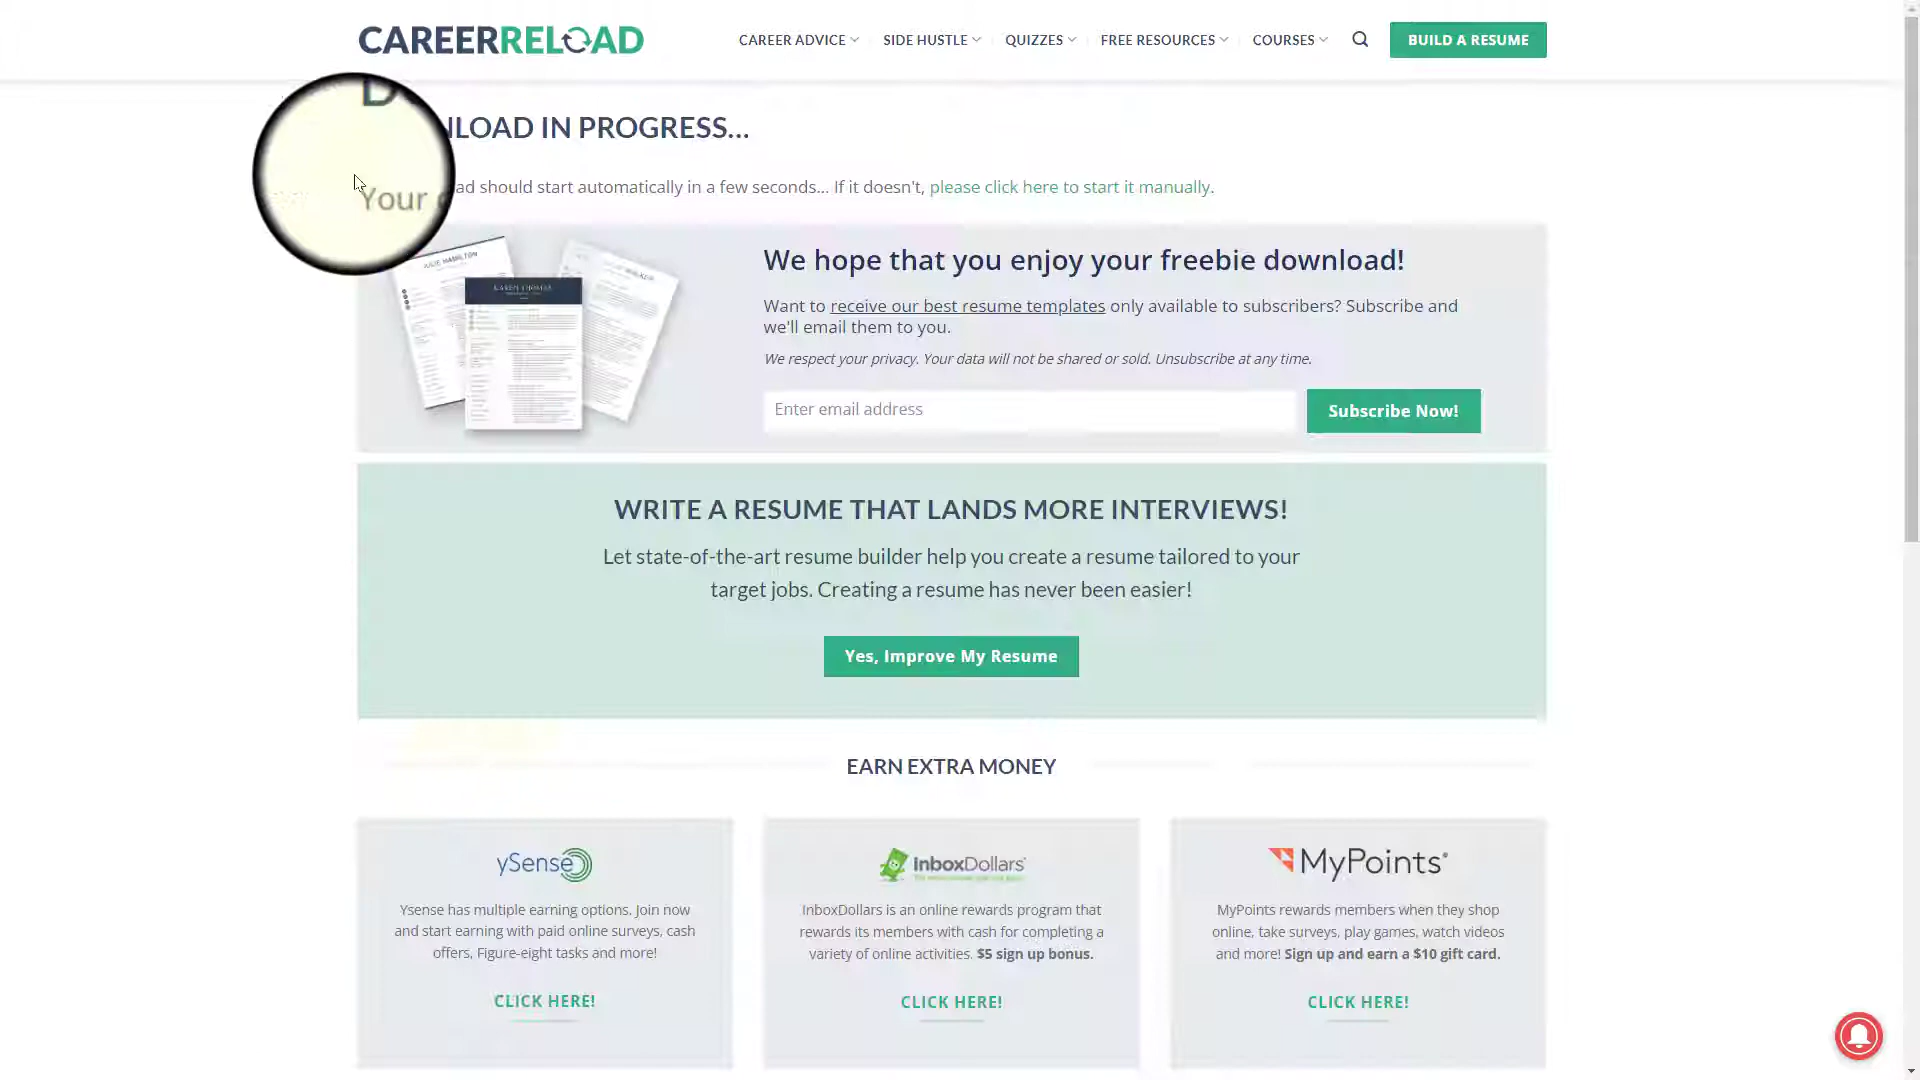 CAREERRELOAD
CAREER ADVICE
SIDE HUSTLE
QUIZZES
FREE RESOURCES
COURSES
BUILD A RESUME
NLOAD IN PROGRESS...
Your
ad should start automatically in a few seconds... If it doesn't, please click here to start it manually.
JULIE HAMILTON
KAREN THOMAS
We hope that you enjoy your freebie download!
Want to receive our best resume templates only available to subscribers? Subscribe and
we'll email them to you.
We respect your privacy. Your data will not be shared or sold. Unsubscribe at any time.
Enter email address
Subscribe Now!
WRITE A RESUME THAT LANDS MORE INTERVIEWS!
Let state-of-the-art resume builder help you create a resume tailored to your
target jobs. Creating a resume has never been easier!
Yes, Improve My Resume
EARN EXTRA MONEY
ySense
Ysense has multiple earning options. Join now
and start earning with paid online surveys, cash
offers, Figure-eight tasks and more!
CLICK HERE!
InboxDollars
InboxDollars is an online rewards program that
rewards its members with cash for completing a
variety of online activities. $5 sign up bonus.
CLICK HERE!
MyPoints
MyPoints rewards members when they shop
online, take surveys, play games, watch videos
and more! Sign up and earn a $10 gift card.
CLICK HERE!